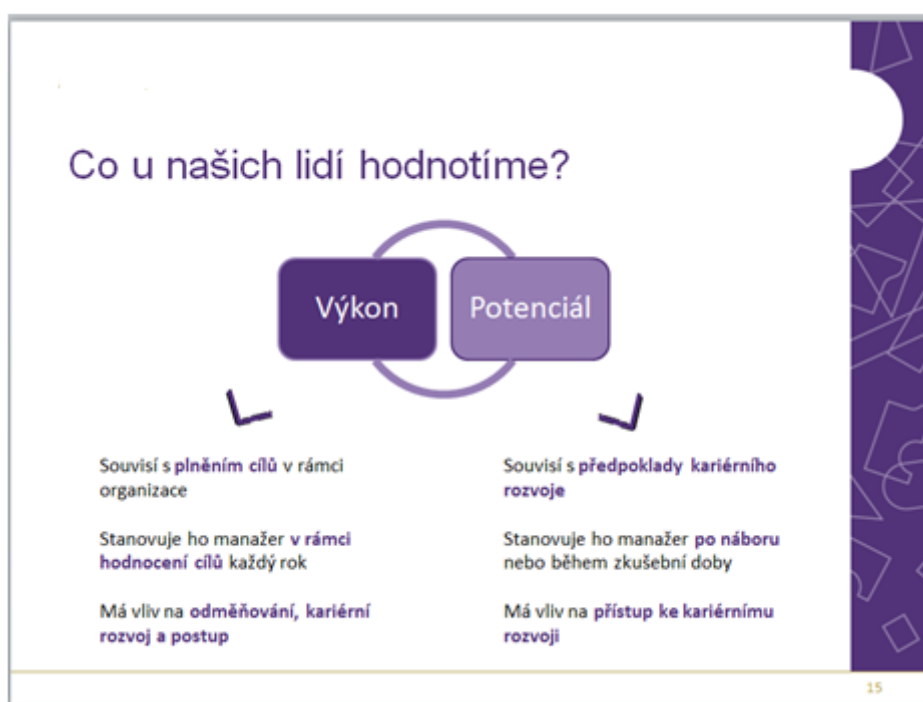 Co u našich lidí hodnotíme?
Výkon
Potenciál
Souvisí s plněním cílů v rámci
organizace
Stanovuje ho manažer v rámci
hodnocení cílů každý rok
Má vliv na odměňování, kariérní
rozvoj a postup
Souvisí s předpoklady kariérního
rozvoje
Stanovuje ho manažer po náboru
nebo během zkušební doby
Má vliv na přístup ke kariérnímu
rozvoji
15